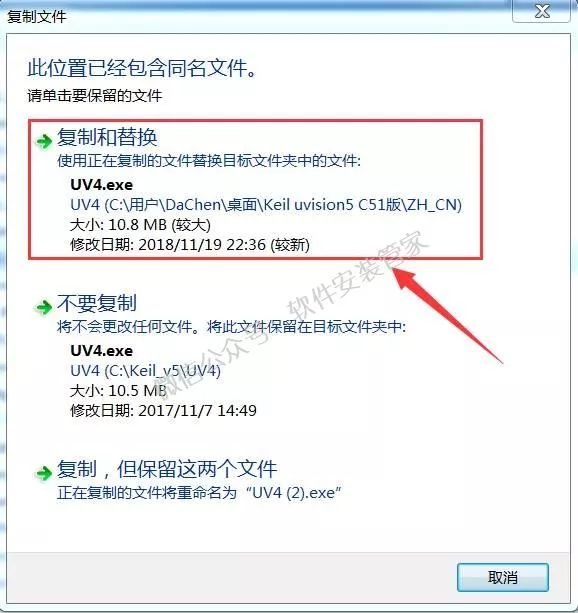 复制文件
此位置已经包含同名文件。
请单击要保留的文件
复制和替换
使用正在复制的文件替换目标文件夹中的文件:
UV4.exe
UV4 (C:\用户\DaChen\桌面\Keil uvision5 C51版\ZH_CN)
大小: 10.8 MB (较大)
修改日期: 2018/11/19 22:36 (较新)
不要复制
将不会更改任何文件。将此文件保留在目标文件夹中:
UV4.exe
UV4 (C:\Keil_v5\UV4)
大小: 10.5 MB
修改日期: 2017/11/7 14:49
复制，但保留这两个文件
正在复制的文件将重命名为“UV4 (2).exe”
取消
微信公众号 软件安装管家